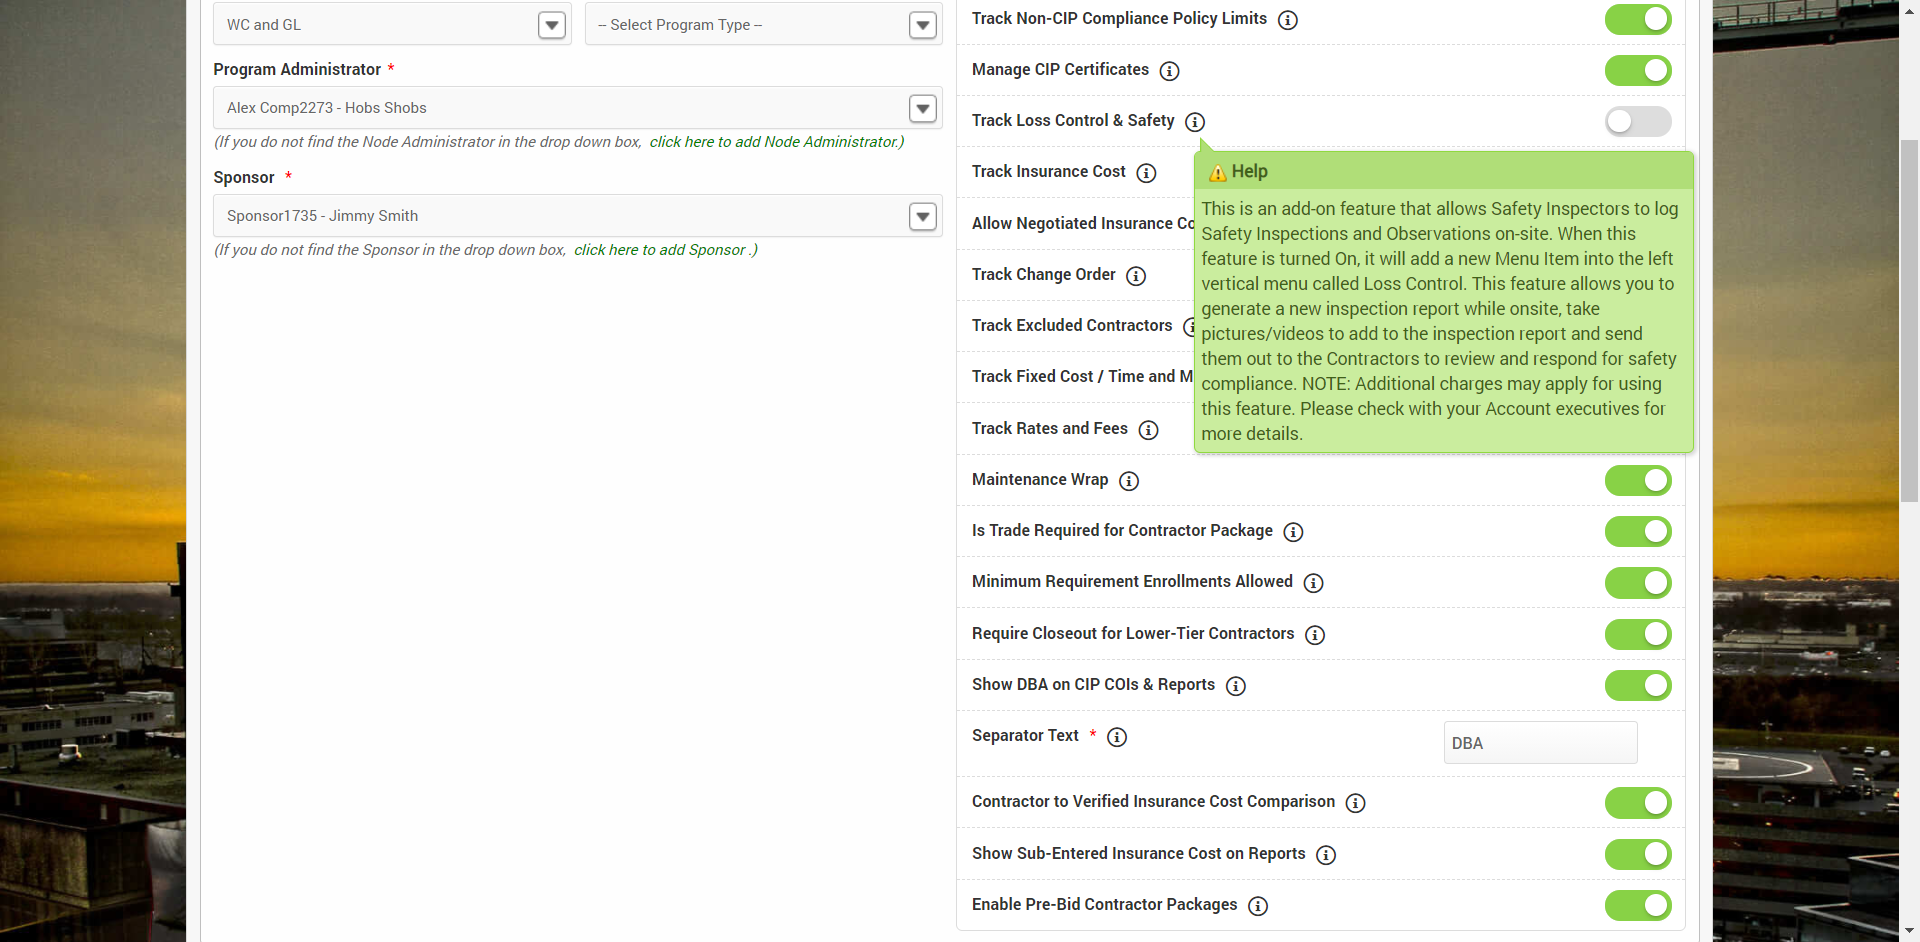 WC and GL
-- Select Program Type --
Program Administrator *
Alex Comp2273 - Hobs Shobs
(If you do not find the Node Administrator in the drop down box, click here to add Node Administrator.)
Sponsor *
Sponsor1735 - Jimmy Smith
(If you do not find the Sponsor in the drop down box, click here to add Sponsor .)
Track Non-CIP Compliance Policy Limits
Manage CIP Certificates
Track Loss Control & Safety
Track Insurance Cost
Allow Negotiated Insurance Co
Track Change Order
Track Excluded Contractors
Track Fixed Cost / Time and M
Track Rates and Fees
Help
This is an add-on feature that allows Safety Inspectors to log
Safety Inspections and Observations on-site. When this
feature is turned On, it will add a new Menu Item into the left
vertical menu called Loss Control. This feature allows you to
generate a new inspection report while onsite, take
pictures/videos to add to the inspection report and send
them out to the Contractors to review and respond for safety
compliance. NOTE: Additional charges may apply for using
this feature. Please check with your Account executives for
more details.
Maintenance Wrap
Is Trade Required for Contractor Package
Minimum Requirement Enrollments Allowed
Require Closeout for Lower-Tier Contractors
Show DBA on CIP COIs & Reports
Separator Text *
DBA
Contractor to Verified Insurance Cost Comparison
Show Sub-Entered Insurance Cost on Reports
Enable Pre-Bid Contractor Packages